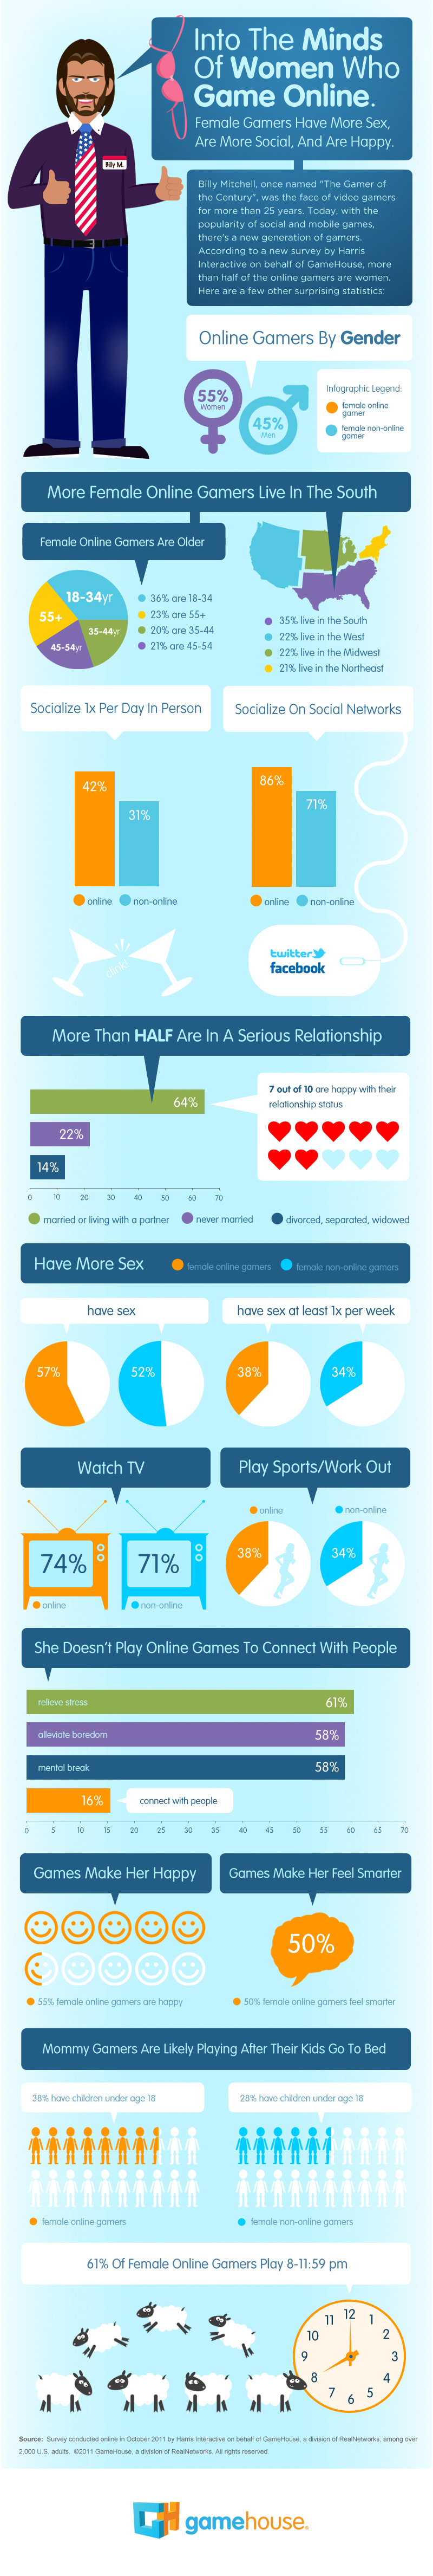 Into The Minds
Of Women Who
Game Online.
Female Gamers Have More Sex,
Are More Social, And Are Happy.
Billy M.
Billy Mitchell, once named "The Gamer of
the Century", was the face of video gamers
for more than 25 years. Today, with the
popularity of social and mobile games,
there's a new generation of gamers.
According to a new survey by Harris
Interactive on behalf of GameHouse, more
than half of the online gamers are women.
Here are a few other surprising statistics:
Online Gamers By Gender
55%
Women
45%
Men
Infographic Legend:
female online
gamer
female non-online
gamer
More Female Online Gamers Live In The South
Female Online Gamers Are Older
18-34yr
55+
35-44yr
45-54yr
36% are 18-34
23% are 55+
20% are 35-44
21% are 45-54
35% live in the South
22% live in the West
22% live in the Midwest
21% live in the Northeast
Socialize 1x Per Day In Person
42%
31%
online non-online
clink!
Socialize On Social Networks
86%
71%
online non-online
twitter
facebook
More Than HALF Are In A Serious Relationship
64%
22%
14%
0 10 20 30 40 50 60 70
7 out of 10 are happy with their
relationship status
married or living with a partner never married divorced, separated, widowed
Have More Sex female online gamers female non-online gamers
have sex
57% 52%
have sex at least 1x per week
38% 34%
Watch TV
74% 71%
online non-online
Play Sports/Work Out
online non-online
38% 34%
She Doesn't Play Online Games To Connect With People
relieve stress 61%
alleviate boredom 58%
mental break 58%
16% connect with people
0 5 10 15 20 25 30 35 40 45 50 55 60 65 70
Games Make Her Happy
55% female online gamers are happy
Games Make Her Feel Smarter
50%
50% female online gamers feel smarter
Mommy Gamers Are Likely Playing After Their Kids Go To Bed
38% have children under age 18
female online gamers
28% have children under age 18
female non-online gamers
61% Of Female Online Gamers Play 8-11:59 pm
12
1
2
3
4
5
6
7
8
9
10
11
Source: Survey conducted online in October 2011 by Harris Interactive on behalf of GameHouse, a division of RealNetworks, among over
2,000 U.S. adults. ©2011 GameHouse, a division of RealNetworks. All rights reserved.
gamehouse